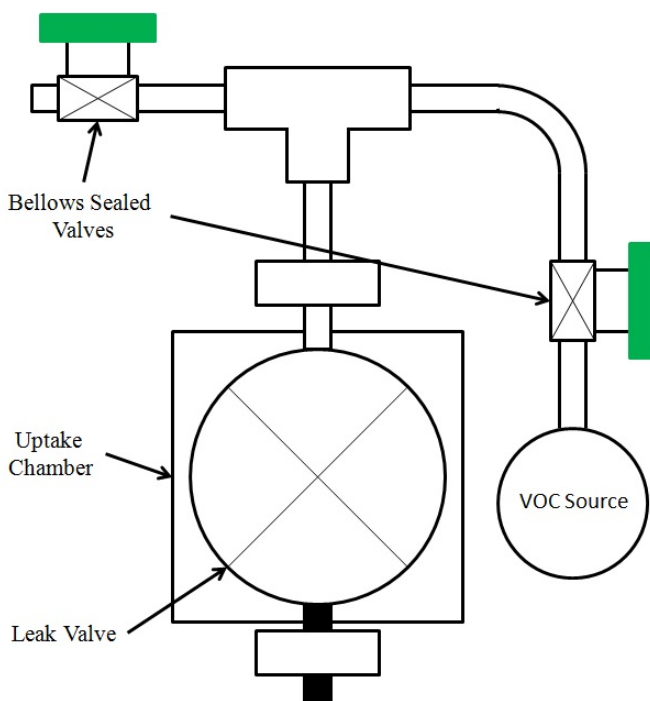 Bellows Sealed
Valves
Uptake
Chamber
VOC Source
Leak Valve